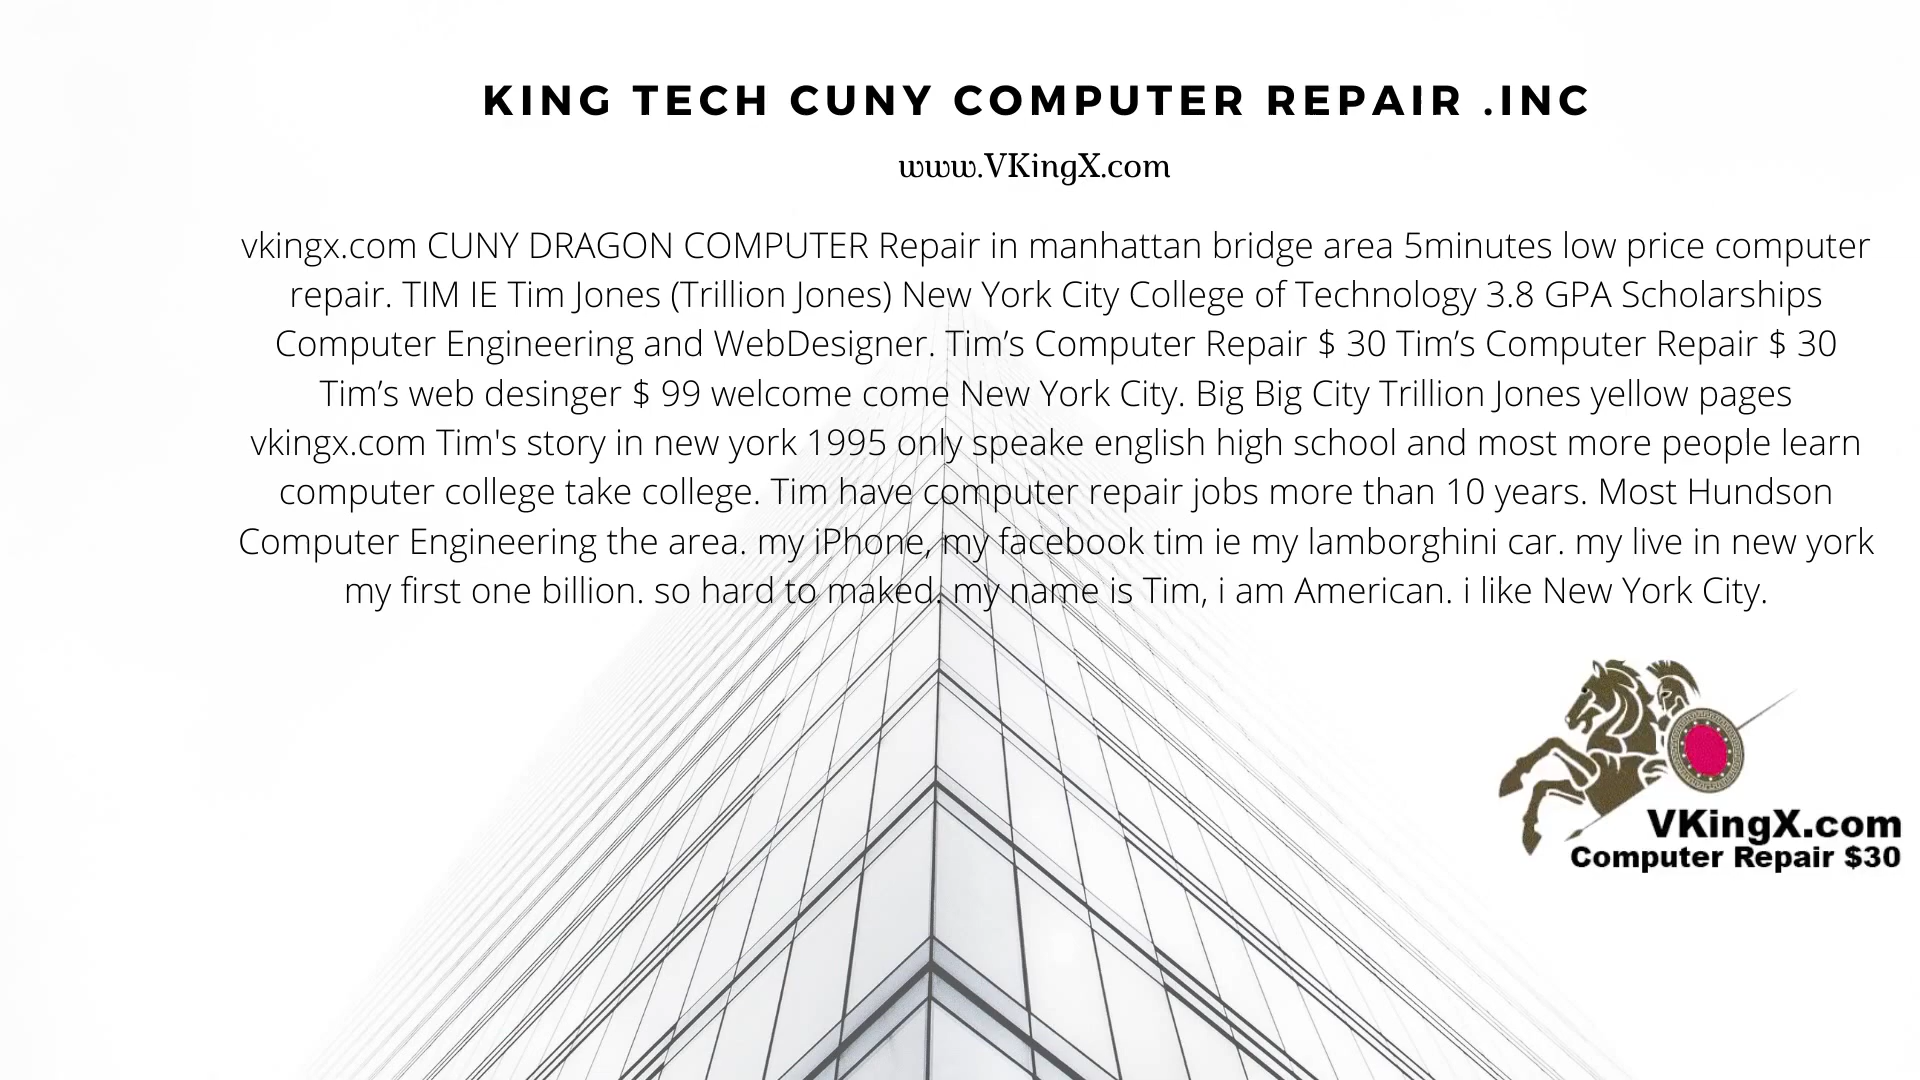 KING TECH CUNY COMPUTER REPAIR .INC
www.VKingX.com
vkingx.com CUNY DRAGON COMPUTER Repair in manhattan bridge area 5minutes low price computer
repair. TIM IE Tim Jones (Trillion Jones) New York City College of Technology 3.8 GPA Scholarships
Computer Engineering and WebDesigner. Tim’s Computer Repair $ 30 Tim’s Computer Repair $ 30
Tim’s web desinger $ 99 welcome come New York City. Big Big City Trillion Jones yellow pages
vkingx.com Tim's story in new york 1995 only speake english high school and most more people learn
computer college take college. Tim have computer repair jobs more than 10 years. Most Hundson
Computer Engineering the area. my iPhone, my facebook tim ie my lamborghini car. my live in new york
my first one billion. so hard to maked. my name is Tim, i am American. i like New York City.
VKingX.com
Computer Repair $30